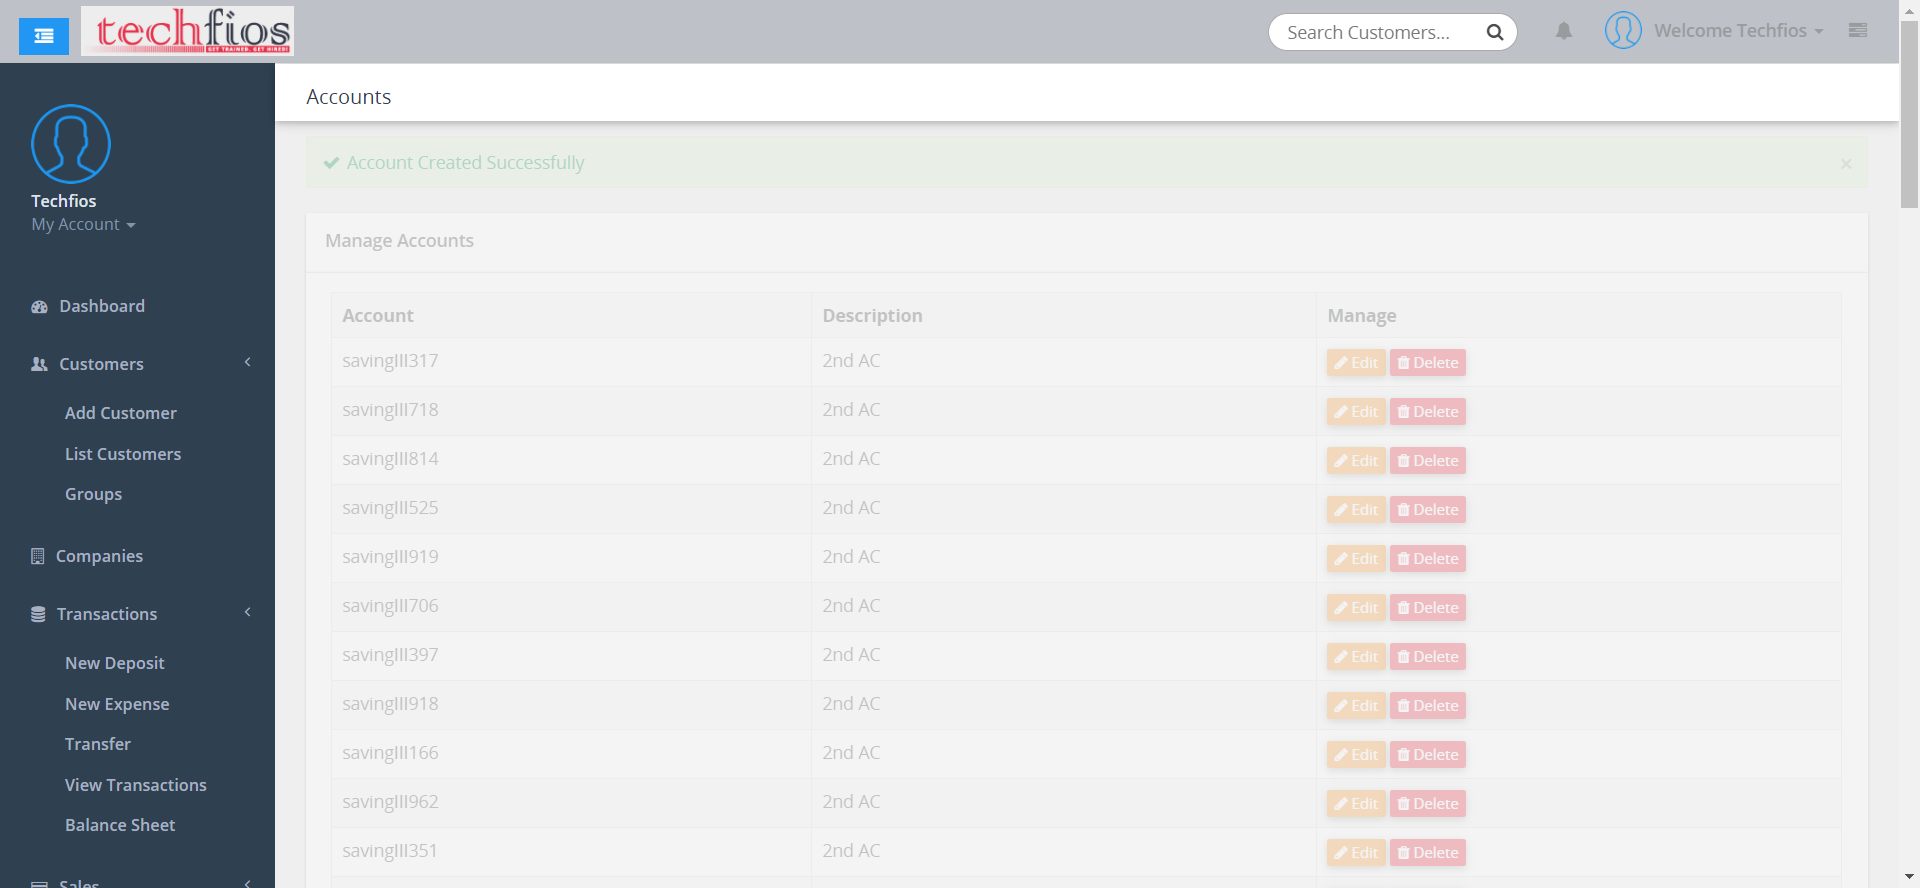 techfios
GET TRAINED. GET HIRED!
Search Customers...
Welcome Techfios
Techfios
My Account
Dashboard
Customers
Add Customer
List Customers
Groups
Companies
Transactions
New Deposit
New Expense
Transfer
View Transactions
Balance Sheet
Sales
Accounts
Account Created Successfully ×
Manage Accounts
Account Description Manage
savingIII317 2nd AC Edit Delete
savingIII718 2nd AC Edit Delete
savingIII814 2nd AC Edit Delete
savingIII525 2nd AC Edit Delete
savingIII919 2nd AC Edit Delete
savingIII706 2nd AC Edit Delete
savingIII397 2nd AC Edit Delete
savingIII918 2nd AC Edit Delete
savingIII166 2nd AC Edit Delete
savingIII962 2nd AC Edit Delete
savingIII351 2nd AC Edit Delete